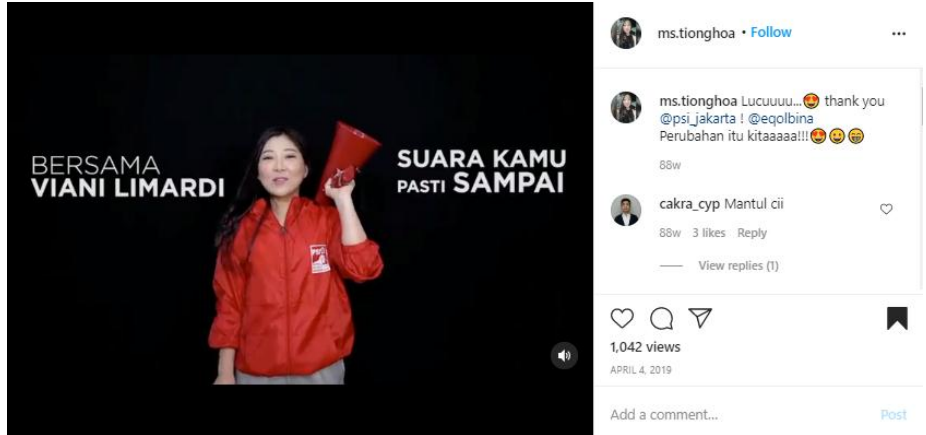 BERSAMA
VIANI LIMARDI
SUARA KAMU
PASTI SAMPAI
ms.tionghoa • Follow
ms.tionghoa Lucuuuu...😍 thank you
@psi_jakarta ! @eqolbina
Perubahan itu kitaaaaa!!!😍😀😁
88w
cakra_cyp Mantul cii
88w 3 likes Reply
View replies (1)
1,042 views
APRIL 4, 2019
Add a comment...
Post